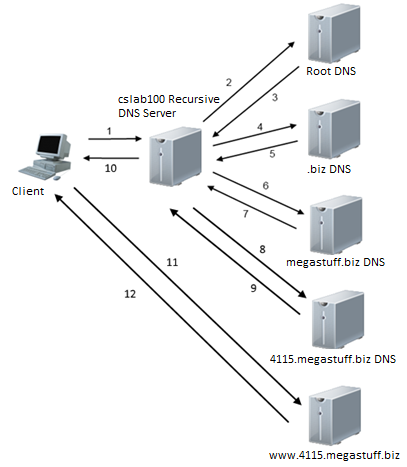 2
Root DNS
3
cslab100 Recursive
DNS Server
1
4
5
10
.biz DNS
Client
6
7
megastuff.biz DNS
8
9
11
12
4115.megastuff.biz DNS
www.4115.megastuff.biz